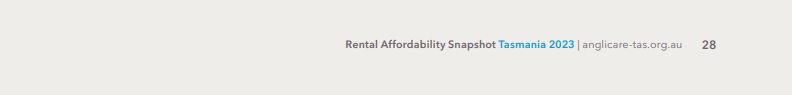 Rental Affordability Snapshot Tasmania 2023 | anglicare-tas.org.au 28